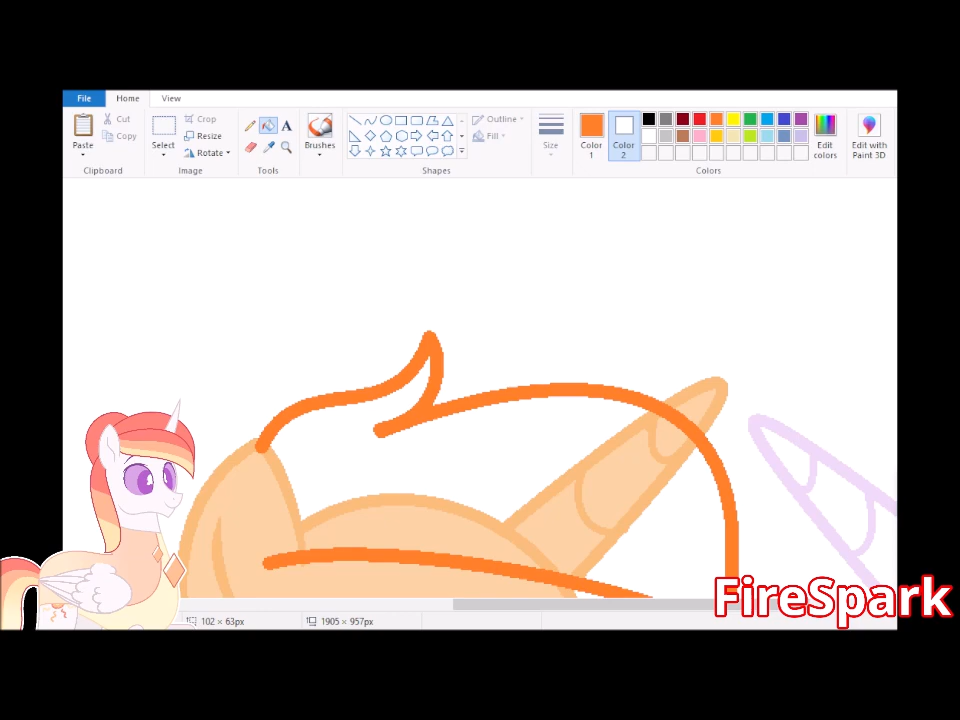 File Home View
Paste Cut Copy Clipboard
Select Crop Resize Rotate Image
A Tools
Brushes
Outline Fill Shapes
Size
Color 1 Color 2 Edit colors Colors
Edit with Paint 3D
FireSpark
102 × 63px 1905 × 957px